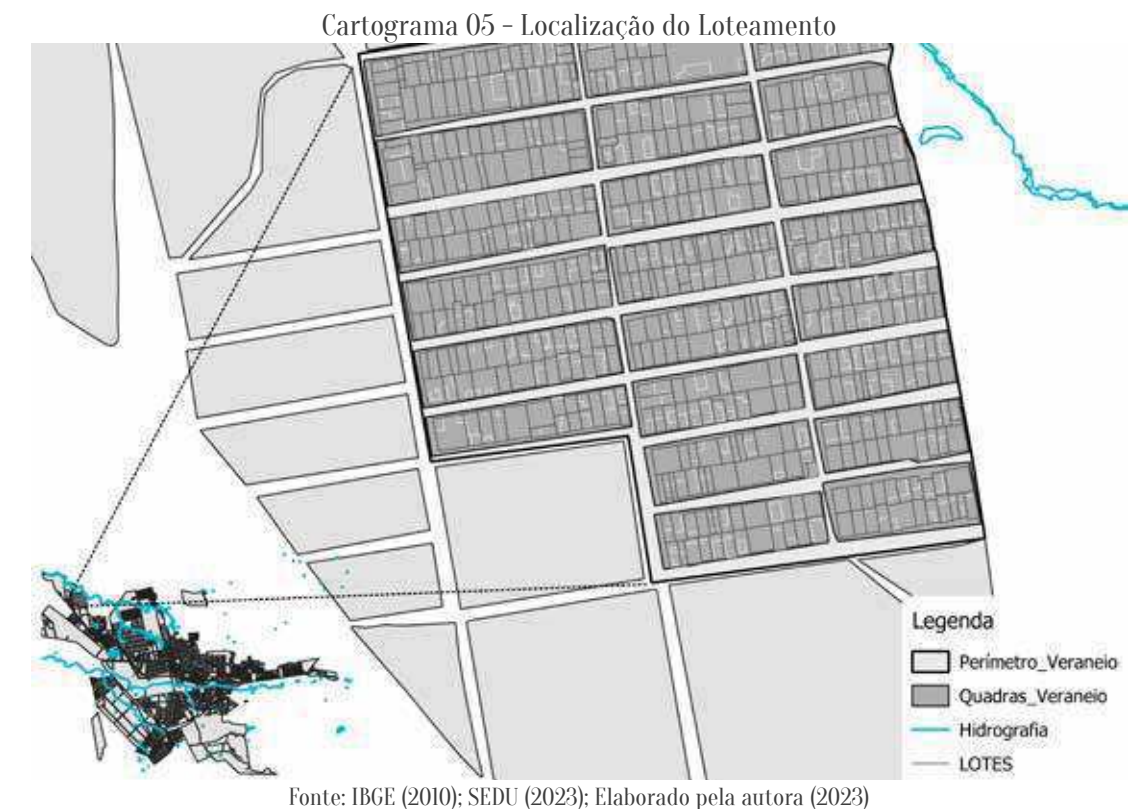 Cartograma 05 - Localização do Loteamento
Legenda
Perímetro_Veraneio
Quadras_Veraneio
Hidrografia
LOTES
Fonte: IBGE (2010); SEDU (2023); Elaborado pela autora (2023)